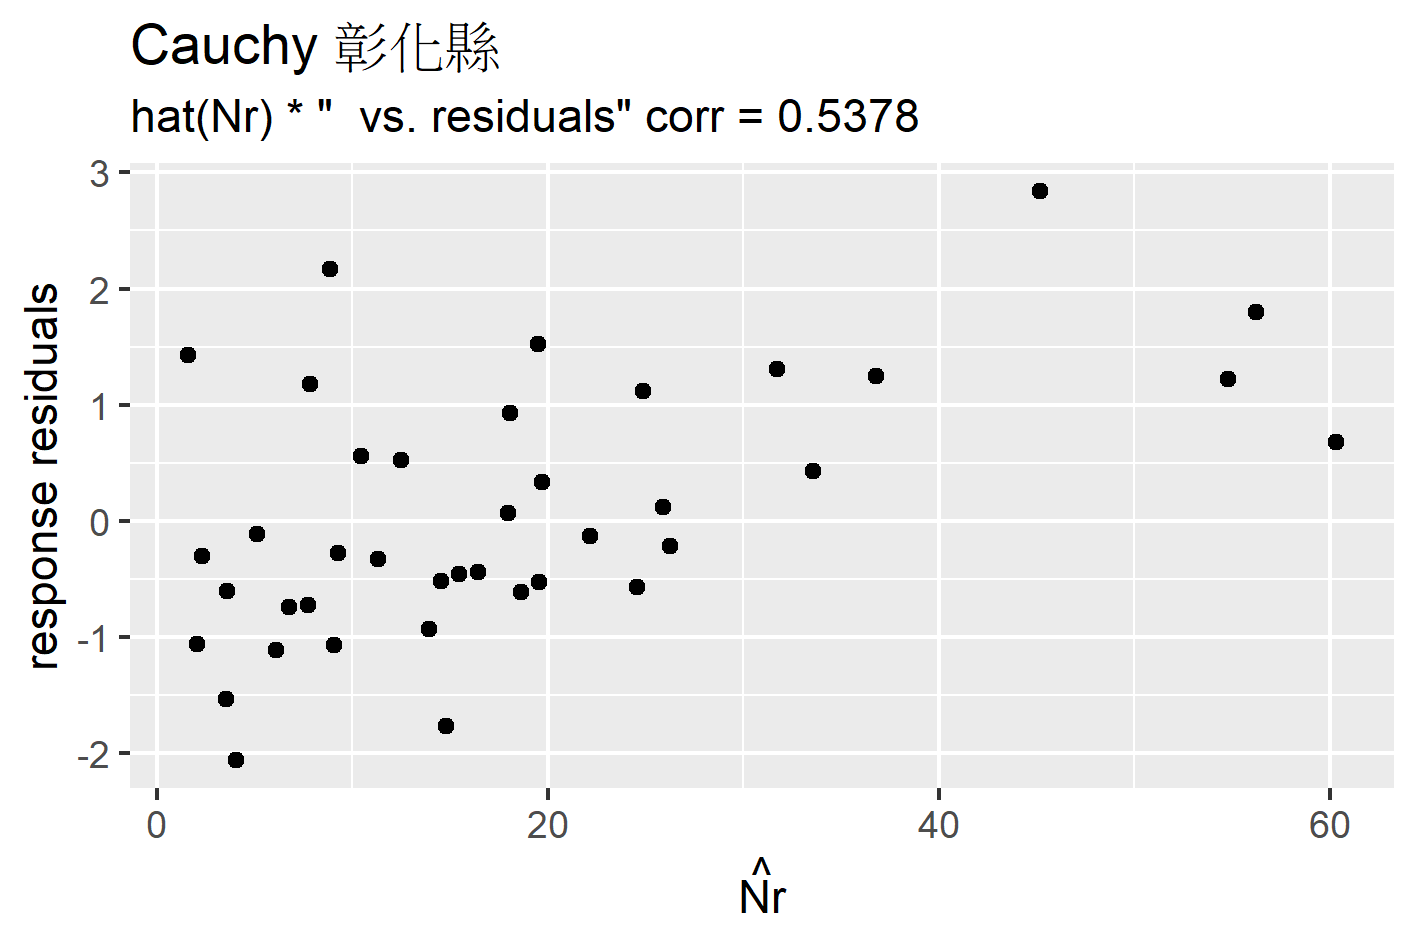 Cauchy 彰化縣
hat(Nr) * "  vs. residuals" corr = 0.5378
response residuals
3
2
1
0
-1
-2
0 20 40 60
N̂r